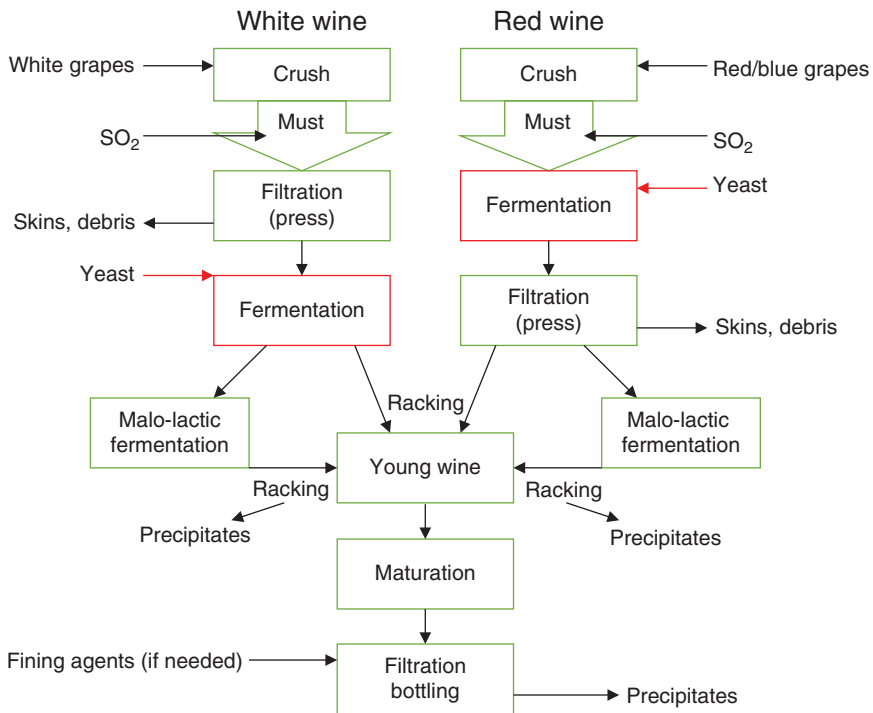 White wine
Red wine
White grapes
Crush
Crush
Red/blue grapes
Must
Must
SO2
SO2
Filtration
(press)
Yeast
Fermentation
Skins, debris
Yeast
Fermentation
Filtration
(press)
Skins, debris
Racking
Malo-lactic
fermentation
Malo-lactic
fermentation
Young wine
Racking
Racking
Precipitates
Precipitates
Maturation
Fining agents (if needed)
Filtration
bottling
Precipitates